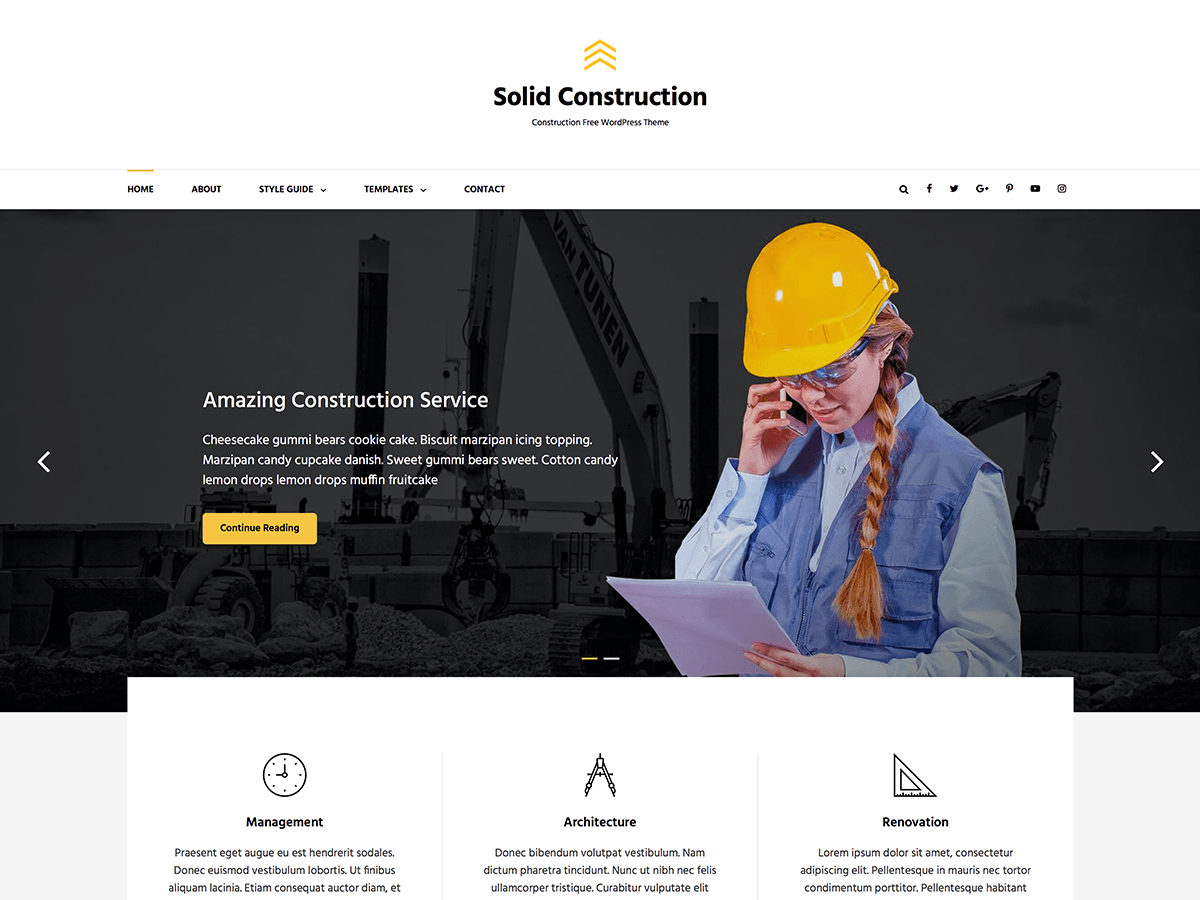 Solid Construction
Construction Free WordPress Theme
HOME ABOUT STYLE GUIDE TEMPLATES CONTACT
VAN TUNEN
Amazing Construction Service
Cheesecake gummi bears cookie cake. Biscuit marzipan icing topping.
Marzipan candy cupcake danish. Sweet gummi bears sweet. Cotton candy
lemon drops lemon drops muffin fruitcake
Continue Reading
Management
Praesent eget augue eu est hendrerit sodales.
Donec euismod vestibulum lobortis. Ut finibus
aliquam lacinia. Etiam consequat auctor diam, et
Architecture
Donec bibendum volutpat vestibulum. Nam
dictum pharetra tincidunt. Nunc ut nibh nec felis
ullamcorper tristique. Curabitur vulputate elit
Renovation
Lorem ipsum dolor sit amet, consectetur
adipiscing elit. Pellentesque in mauris nec tortor
condimentum porttitor. Pellentesque habitant